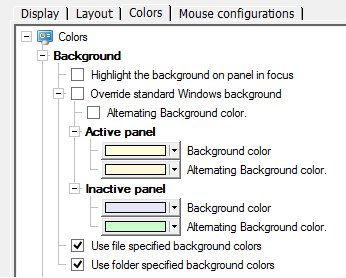 Display Layout Colors Mouse configurations
Colors
Background
Highlight the background on panel in focus
Override standard Windows background
Alternating Background color.
Active panel
Background color
Alternating Background color.
Inactive panel
Background color
Alternating Background color.
Use file specified background colors
Use folder specified background colors